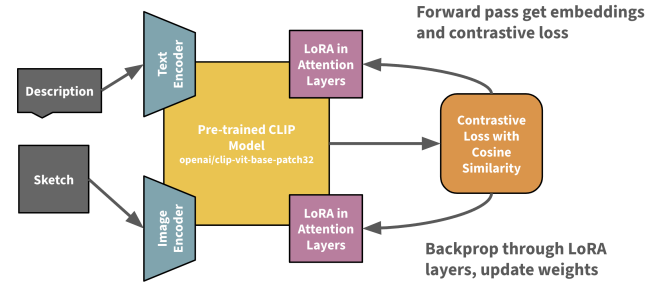 Forward pass get embeddings
and contrastive loss
LoRA in
Attention
Layers
Text
Encoder
Description
Pre-trained CLIP
Model
openai/clip-vit-base-patch32
Contrastive
Loss with
Cosine
Similarity
Sketch
Image
Encoder
LoRA in
Attention
Layers
Backprop through LoRA
layers, update weights